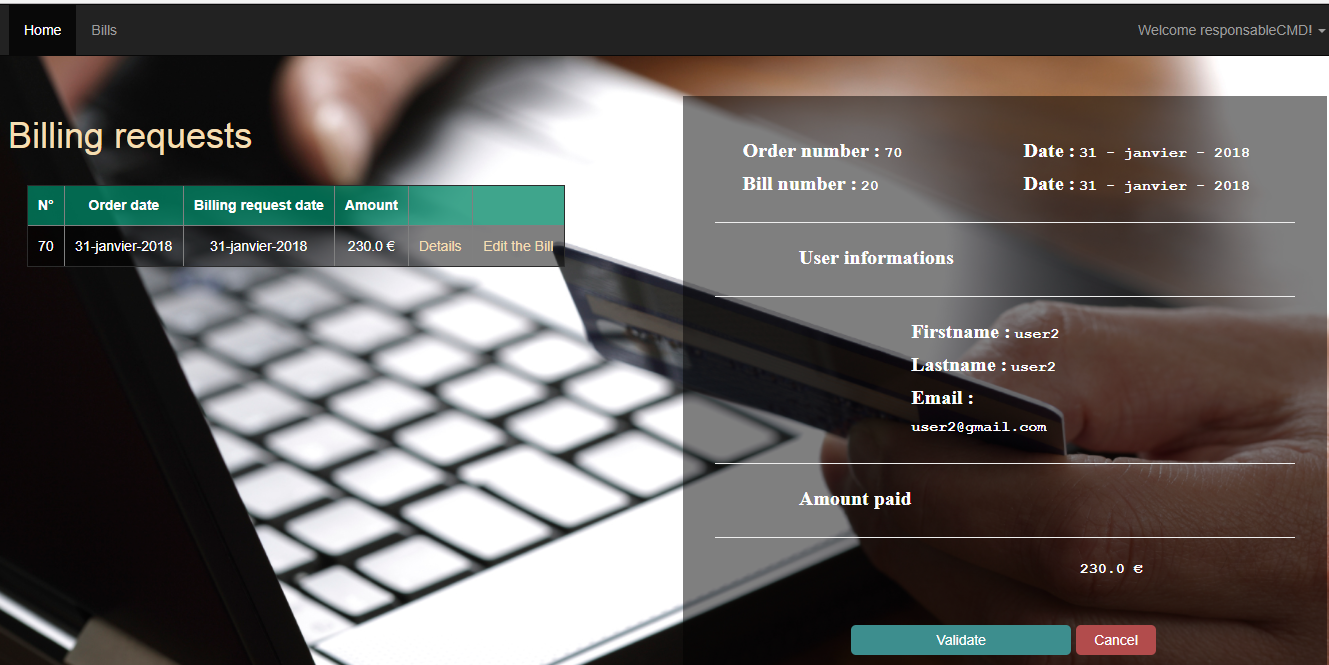 Home Bills Welcome responsableCMD!
Billing requests
N° Order date Billing request date Amount
70 31-janvier-2018 31-janvier-2018 230.0 € Details Edit the Bill
Order number : 70 Date : 31 - janvier - 2018
Bill number : 20 Date : 31 - janvier - 2018
User informations
Firstname : user2
Lastname : user2
Email :
user2@gmail.com
Amount paid
230.0 €
Validate Cancel